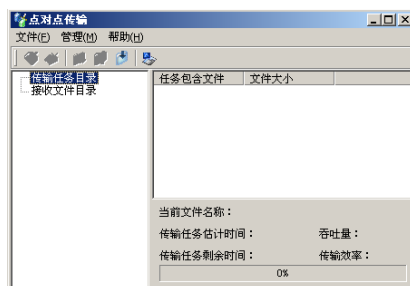 点对点传输
文件(F) 管理(M) 帮助(H)
传输任务目录
接收文件目录
任务包含文件 文件大小
当前文件名称：
传输任务估计时间： 吞吐量：
传输任务剩余时间： 传输效率：
0%